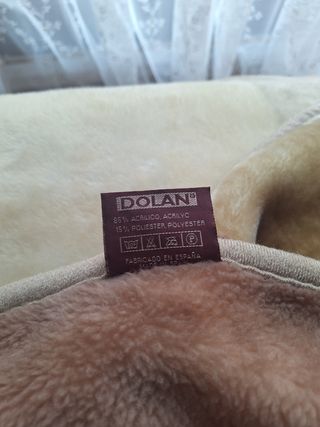 DOLAN®
85% ACRILICO, ACRYLIC
15% POLIESTER, POLYESTER
FABRICADO EN ESPAÑA